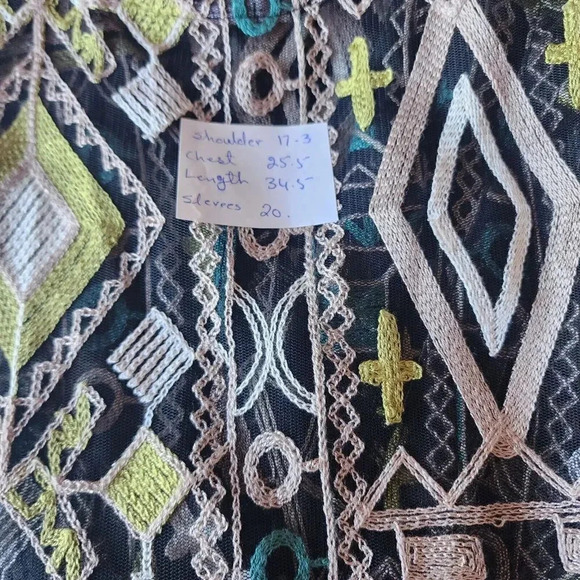 Shoulder 17-3
Chest 25.5
Length 34.5
Sleeves 20.